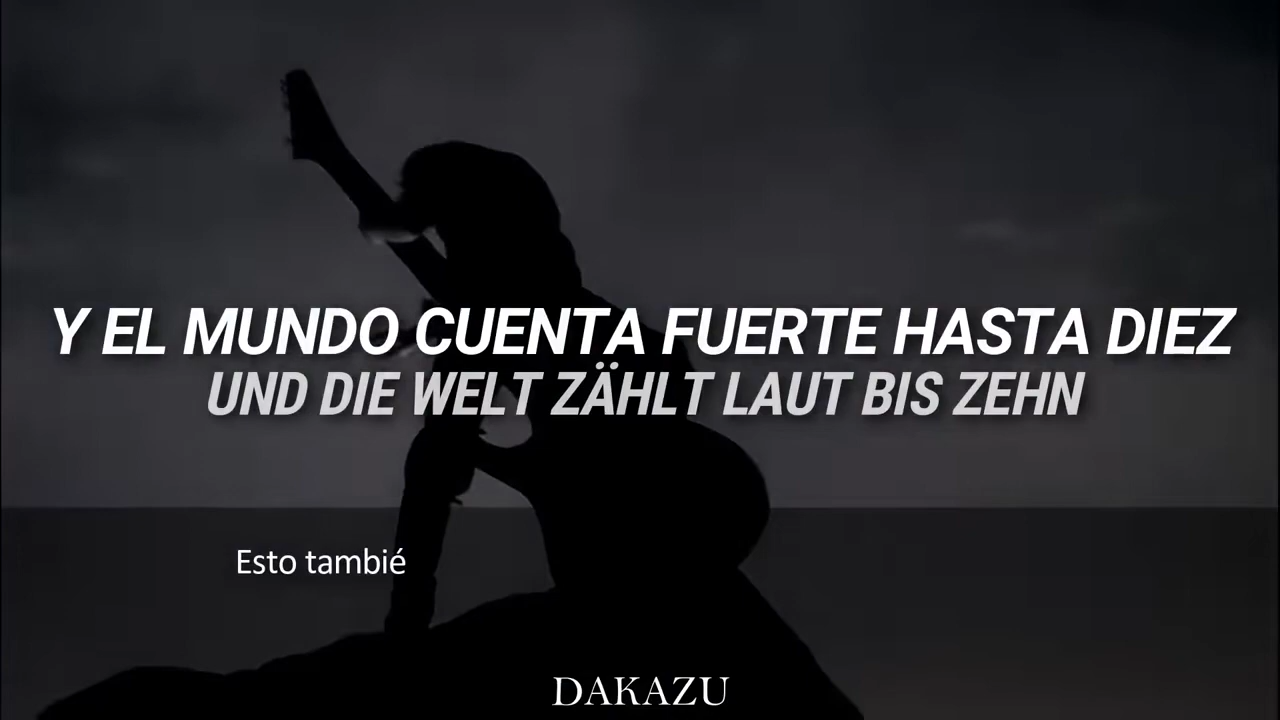 Y EL MUNDO CUENTA FUERTE HASTA DIEZ
UND DIE WELT ZÄHLT LAUT BIS ZEHN
Esto tambié
DAKAZU